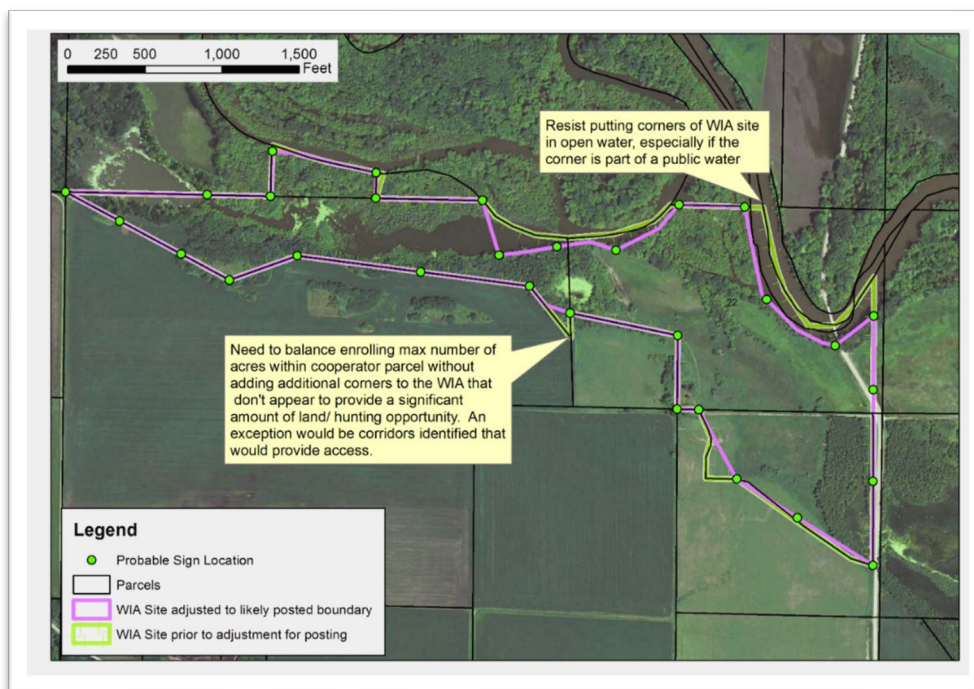 0 250 500 1,000 1,500
Feet
Resist putting corners of WIA site
in open water, especially if the
corner is part of a public water
22
Need to balance enrolling max number of
acres within cooperator parcel without
adding additional corners to the WIA that
don't appear to provide a significant
amount of land/ hunting opportunity. An
exception would be corridors identified that
would provide access.
Legend
Probable Sign Location
Parcels
WIA Site adjusted to likely posted boundary
WIA Site prior to adjustment for posting